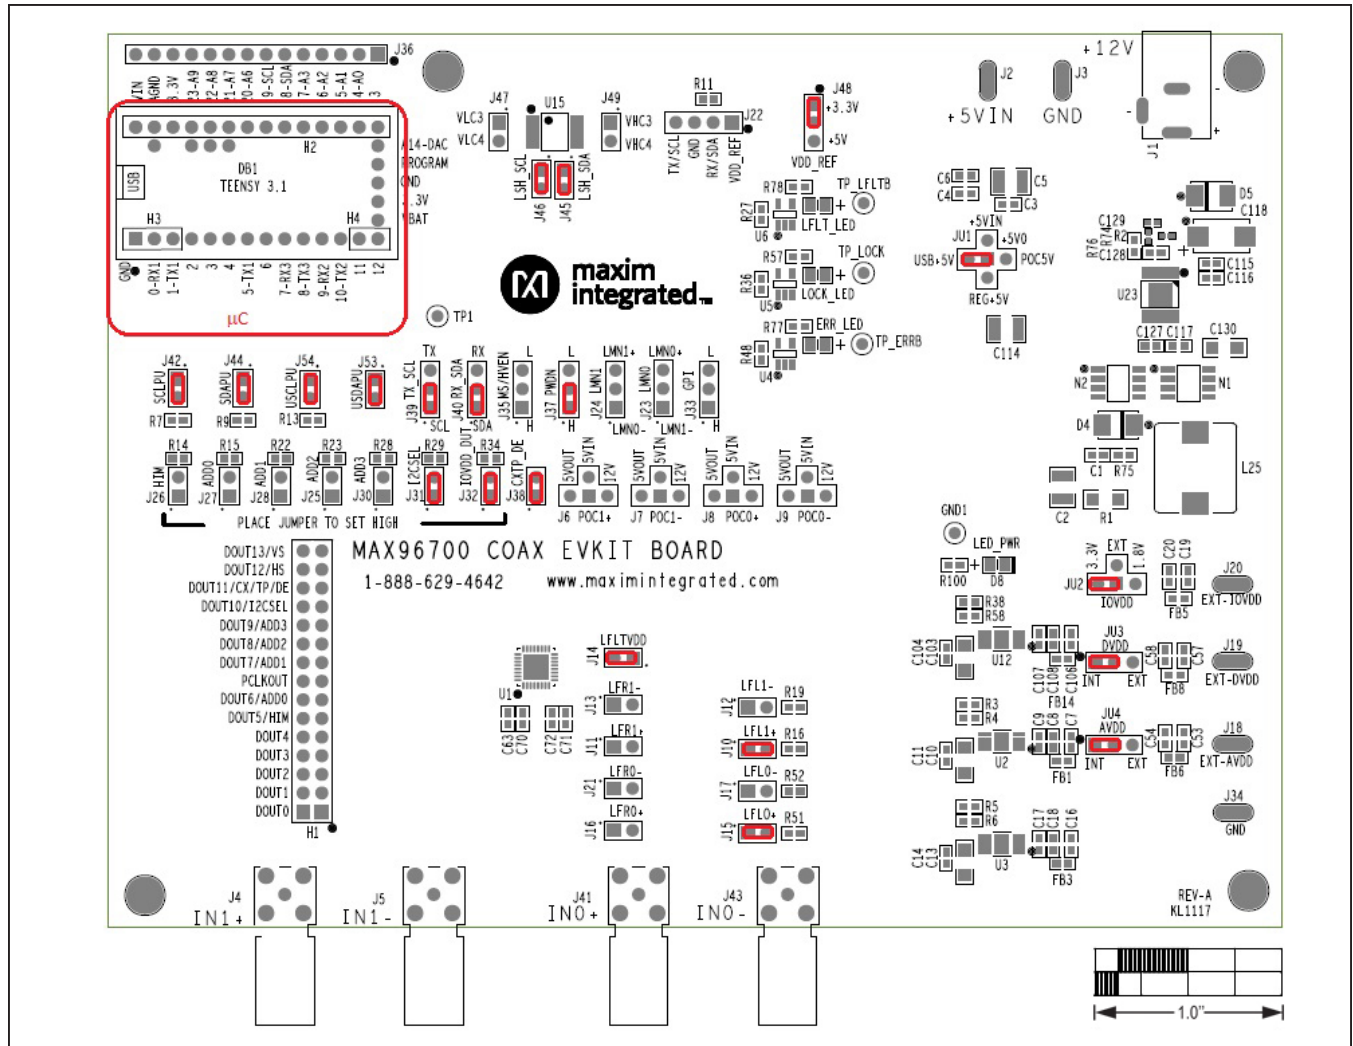 J36
VIN
AGND
3.3V
23-A9
22-A8
21-A7
20-A6
19-SCL
18-SDA
17-A3
16-A2
15-A1
14-A0
13
H2
A14-DAC
PROGRAM
GND
3.3V
VBAT
DB1
TEENSY 3.1
USB
H3
H4
GND
0-RX1
1-TX1
2
3
4
5-TX1
6
7-RX3
8-TX3
9-RX2
10-TX2
11
12
µC
J47
VLC3
VLC4
U15
J49
VHC3
VHC4
LSH_SCL
J46
LSH_SDA
J45
R11
J22
TX/SCL
GND
RX/SDA
VDD_REF
J48
+3.3V
+5V
VDD_REF
J2
+5VIN
J3
GND
+12V
J1
-
-
+
maxim
integrated™
TP1
R78
TP_LFLTB
R27
U6
LFLT_LED
R57
TP_LOCK
R36
U5
LOCK_LED
R77
ERR_LED
TP_ERRB
R48
U4
C6
C4
C5
C3
+5VIN
JU1
+5VO
USB+5V
POC5V
REG+5V
C114
D5
C118
C129
R2
R74
R76
C128
C115
C116
U23
C127
C117
C130
N2
N1
D4
C1
R75
L25
C2
R1
J42
SCLPU
R7
J44
SDAPU
R9
J54
USCLPU
R13
J53
USDAPU
TX
J39 TX_SCL
SCL
RX
J40 RX_SDA
SDA
L
J35 MS/HVEN
H
L
J37 PWDN
H
LMN1+
J24 LMN1
LMN0-
LMN0+
J23 LMN0
LMN1-
L
J33 GPI
H
R14
HIM
J26
R15
ADD0
J27
R22
ADD1
J28
R23
ADD2
J25
R28
ADD3
J30
R29
I2CSEL
J31
R34
IOVDD_OUT
J32
CXTP_DE
J38
5VOUT
5VIN
12V
J6 POC1+
5VOUT
5VIN
12V
J7 POC1-
5VOUT
5VIN
12V
J8 POC0+
5VOUT
5VIN
12V
J9 POC0-
PLACE JUMPER TO SET HIGH
MAX96700 COAX EVKIT BOARD
1-888-629-4642 www.maximintegrated.com
DOUT13/VS
DOUT12/HS
DOUT11/CX/TP/DE
DOUT10/I2CSEL
DOUT9/ADD3
DOUT8/ADD2
DOUT7/ADD1
PCLKOUT
DOUT6/ADD0
DOUT5/HIM
DOUT4
DOUT3
DOUT2
DOUT1
DOUT0
H1
U1
C63
C70
C72
C71
LFLTVDD
J14
LFR1-
J13
LFR1+
J11
LFR0-
J21
LFR0+
J16
LFL1-
J12
R19
LFL1+
J10
R16
LFL0-
J17
R52
LFL0+
J15
R51
GND1
LED_PWR
R100
D8
R38
R58
C104
C103
U12
C107
C108
C106
FB14
R3
R4
C11
C10
U2
C9
C8
C7
FB1
R5
R6
C14
C13
U3
C17
C18
C16
FB3
EXT
3.3V
1.8V
JU2
IOVDD
JU3
DVDD
INT
EXT
JU4
AVDD
INT
EXT
C20
C19
FB5
J20
EXT-IOVDD
C58
C57
FB8
J19
EXT-DVDD
C54
C53
FB6
J18
EXT-AVDD
J34
GND
REV-A
KL1117
J4
IN1+
J5
IN1-
J41
IN0+
J43
IN0-
1.0"